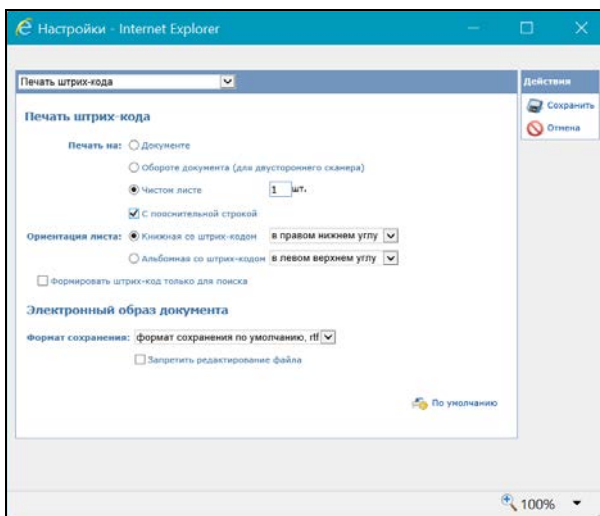 Настройки - Internet Explorer
Печать штрих-кода
Действия
Сохранить
Отмена
Печать штрих-кода
Печать на: Документе
Обороте документа (для двустороннего сканера)
Чистом листе 1 шт.
С пояснительной строкой
Ориентация листа: Книжная со штрих-кодом в правом нижнем углу
Альбомная со штрих-кодом в левом верхнем углу
Формировать штрих-код только для поиска
Электронный образ документа
Формат сохранения: формат сохранения по умолчанию, rtf
Запретить редактирование файла
По умолчанию
100%